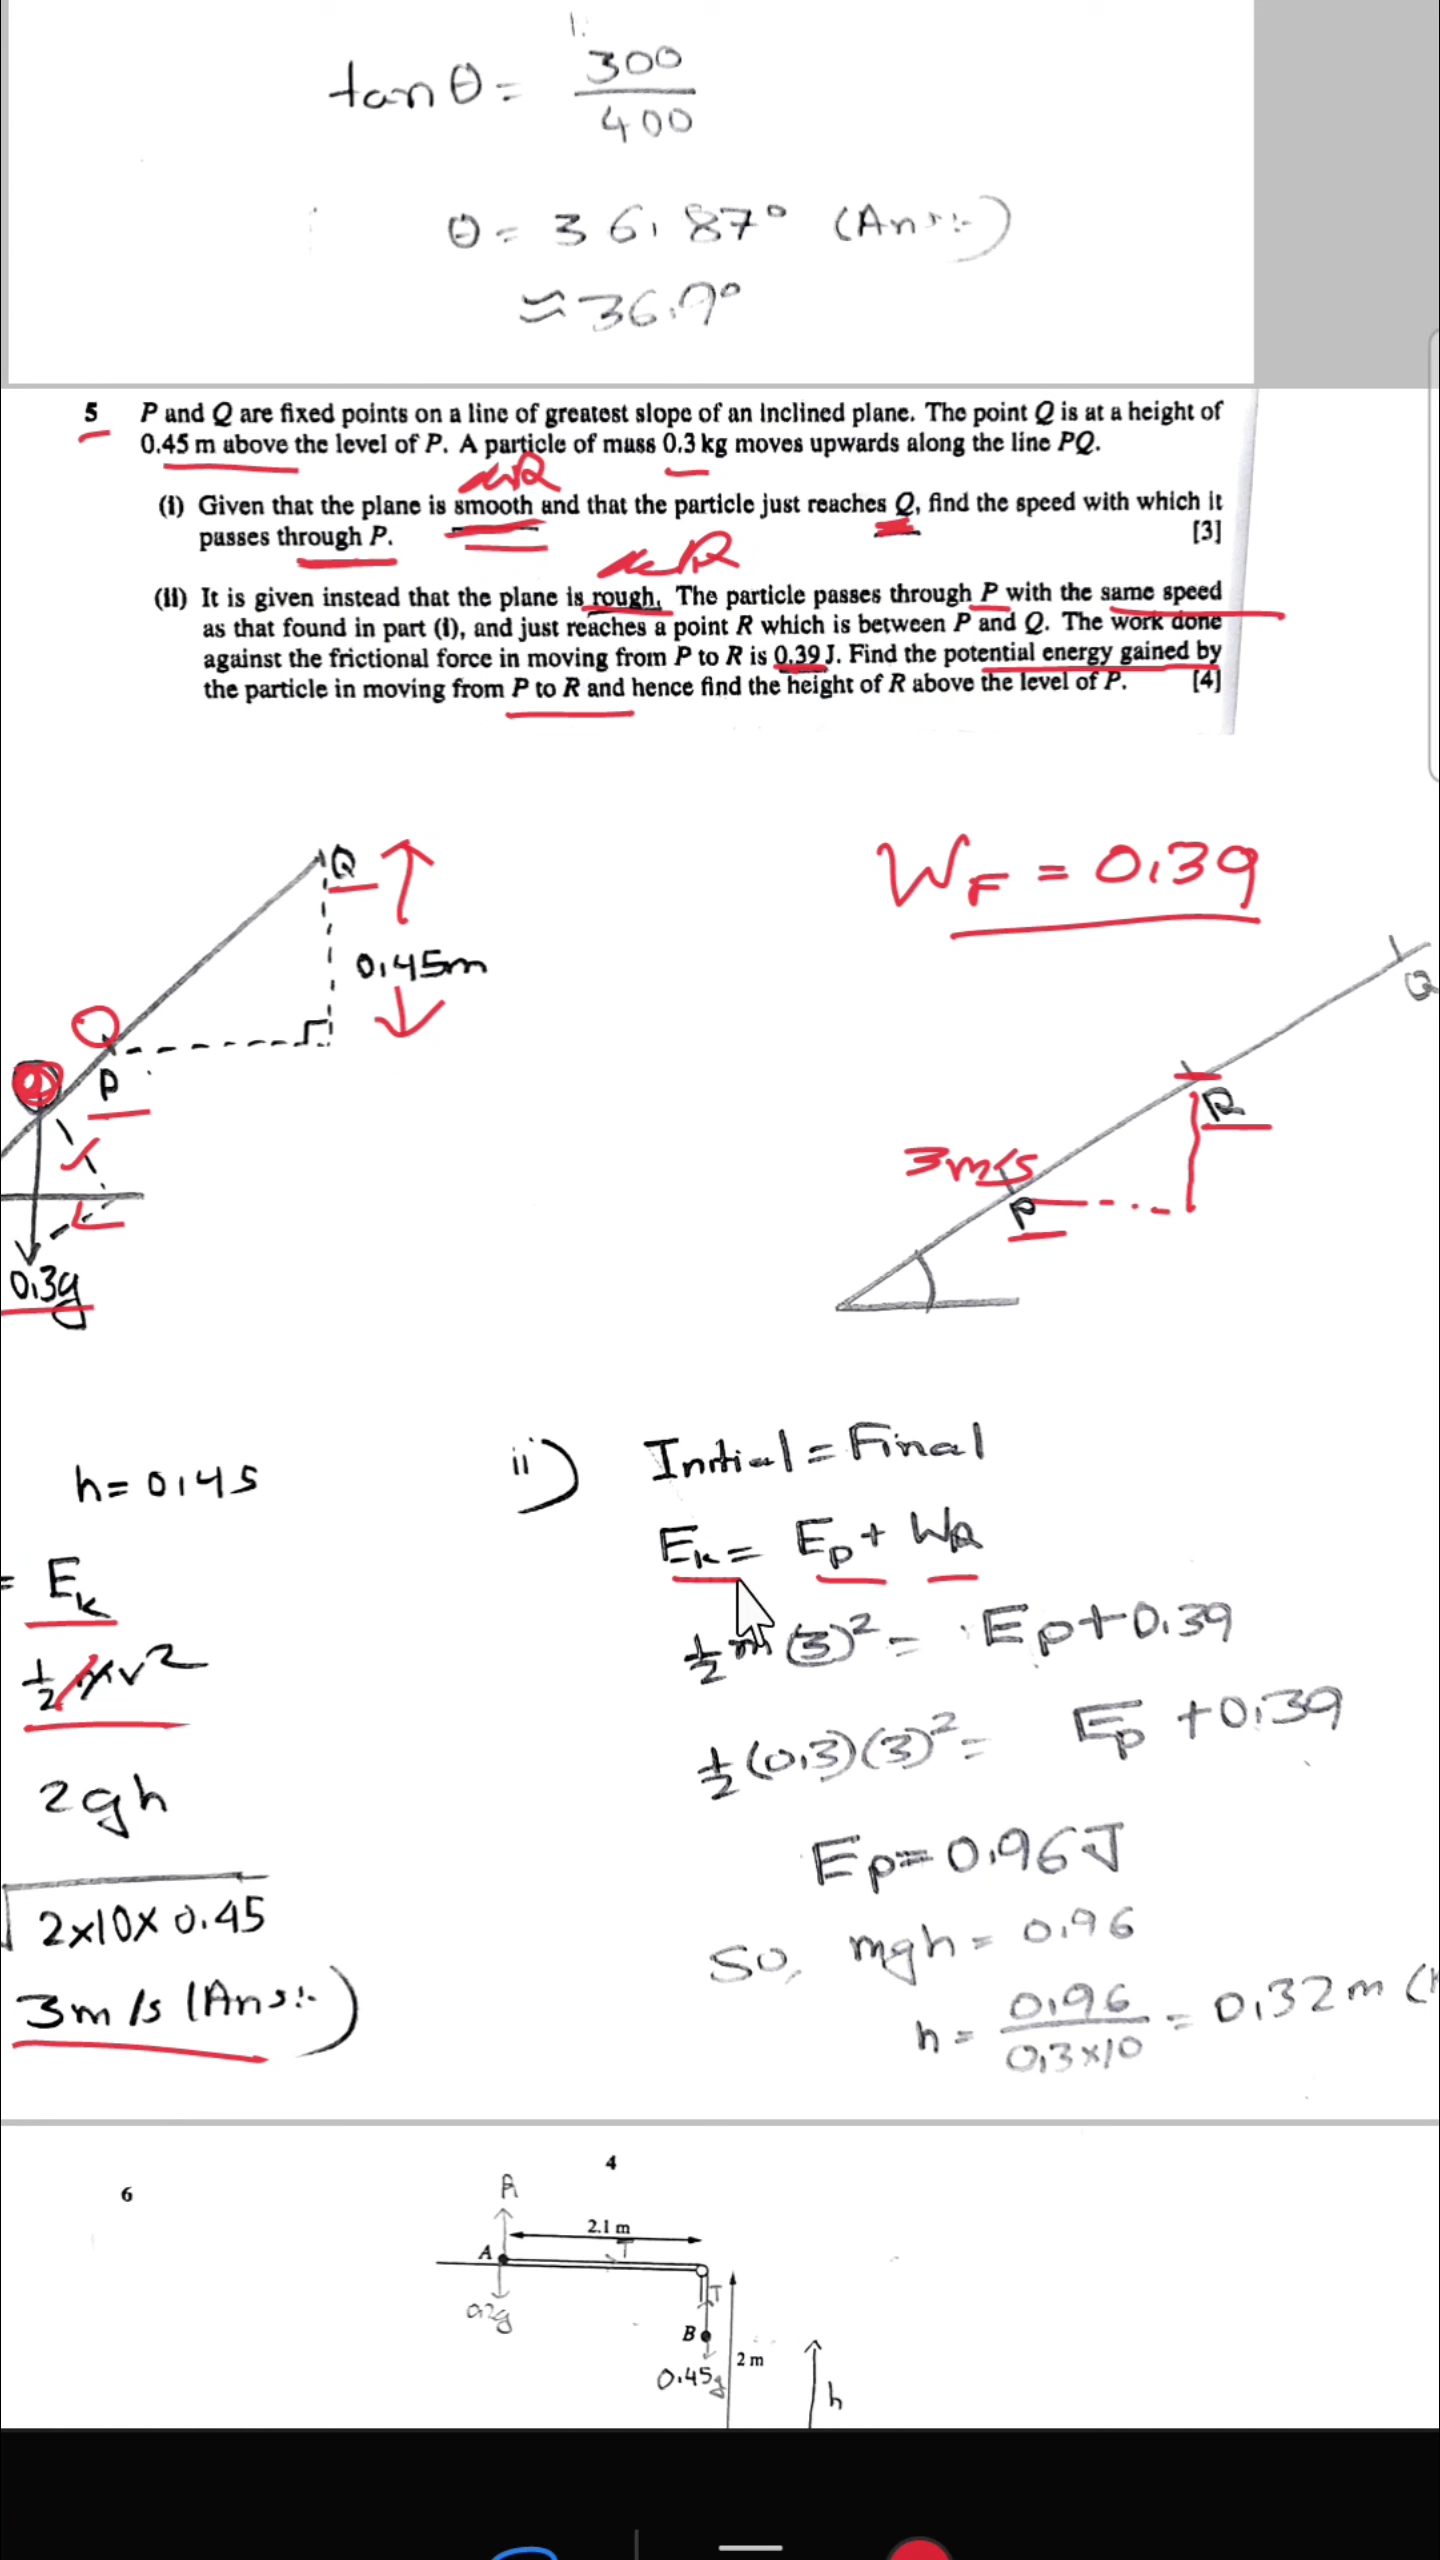 tan θ = 300/400
θ = 36.87° (Ans:-)
≈ 36.9°
5 P and Q are fixed points on a line of greatest slope of an inclined plane. The point Q is at a height of
0.45 m above the level of P. A particle of mass 0.3 kg moves upwards along the line PQ.
(i) Given that the plane is smooth and that the particle just reaches Q, find the speed with which it
passes through P. [3]
(ii) It is given instead that the plane is rough. The particle passes through P with the same speed
as that found in part (i), and just reaches a point R which is between P and Q. The work done
against the frictional force in moving from P to R is 0.39 J. Find the potential energy gained by
the particle in moving from P to R and hence find the height of R above the level of P. [4]
Q
0.45m
P
0.3g
WF = 0.39
Q
R
3m/s
P
h = 0.45
= Ek
½mv²
2gh
2×10×0.45
3m/s (Ans:-)
ii) Initial = Final
Ek = Ep + WR
½m(3)² = Ep + 0.39
½(0.3)(3)² = Ep + 0.39
Ep = 0.96J
So, mgh = 0.96
h = 0.96/0.3×10 = 0.32m
4
6
R
2.1 m
A
T
0.2g
T
B
2 m
0.45g
h